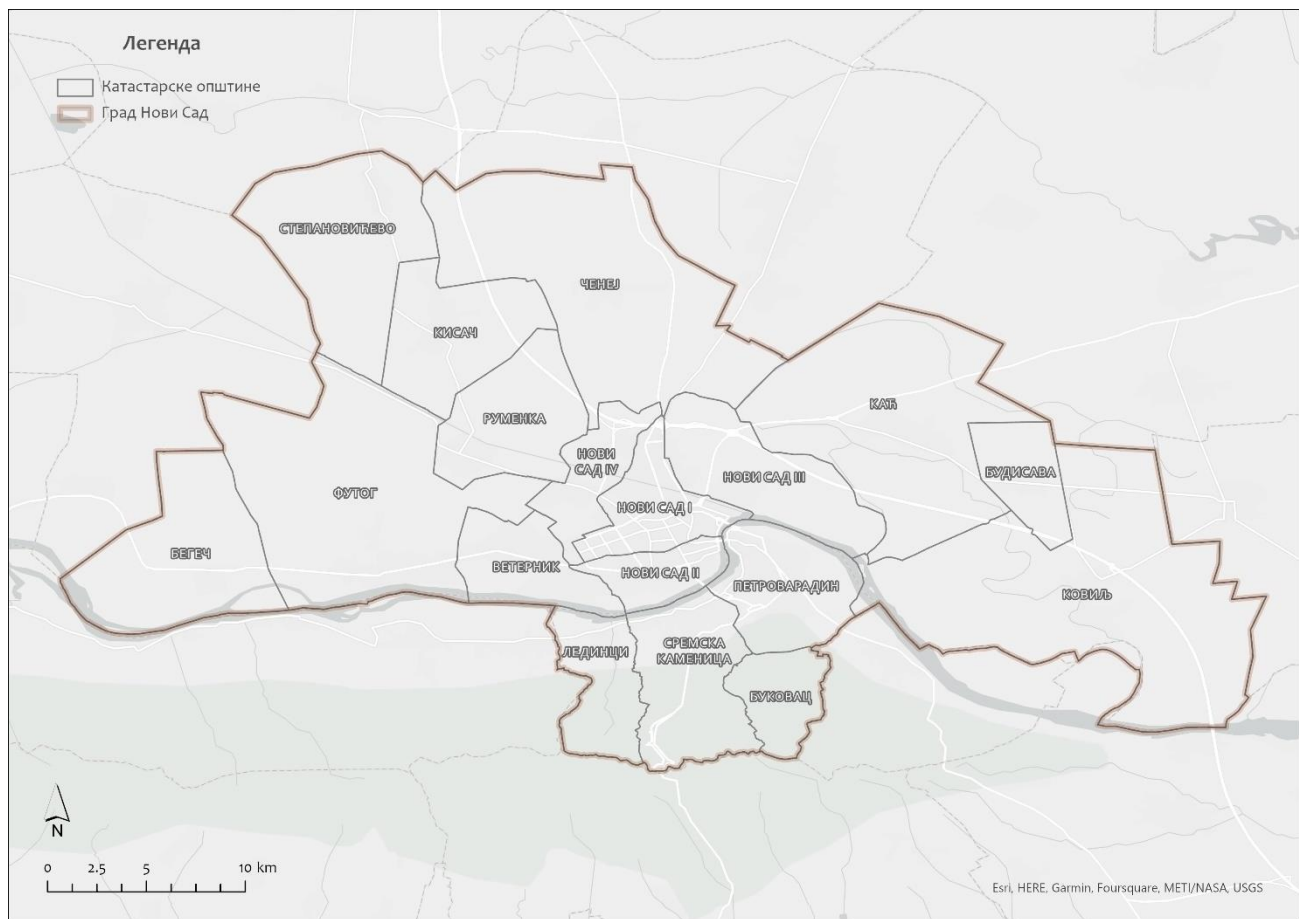 Легенда
Катастарске општине
Град Нови Сад
СТЕПАНОВИЋЕВО
ЧЕНЕЈ
КИСАЧ
РУМЕНКА
КАЋ
НОВИ
САД IV
НОВИ САД III
БУДИСАВА
ФУТОГ
НОВИ САД I
БЕГЕЧ
ВЕТЕРНИК
НОВИ САД II
ПЕТРОВАРАДИН
КОВИЉ
ЛЕДИНЦИ
СРЕМСКА
КАМЕНИЦА
БУКОВАЦ
N
0 2.5 5 10 km
Esri, HERE, Garmin, Foursquare, METI/NASA, USGS